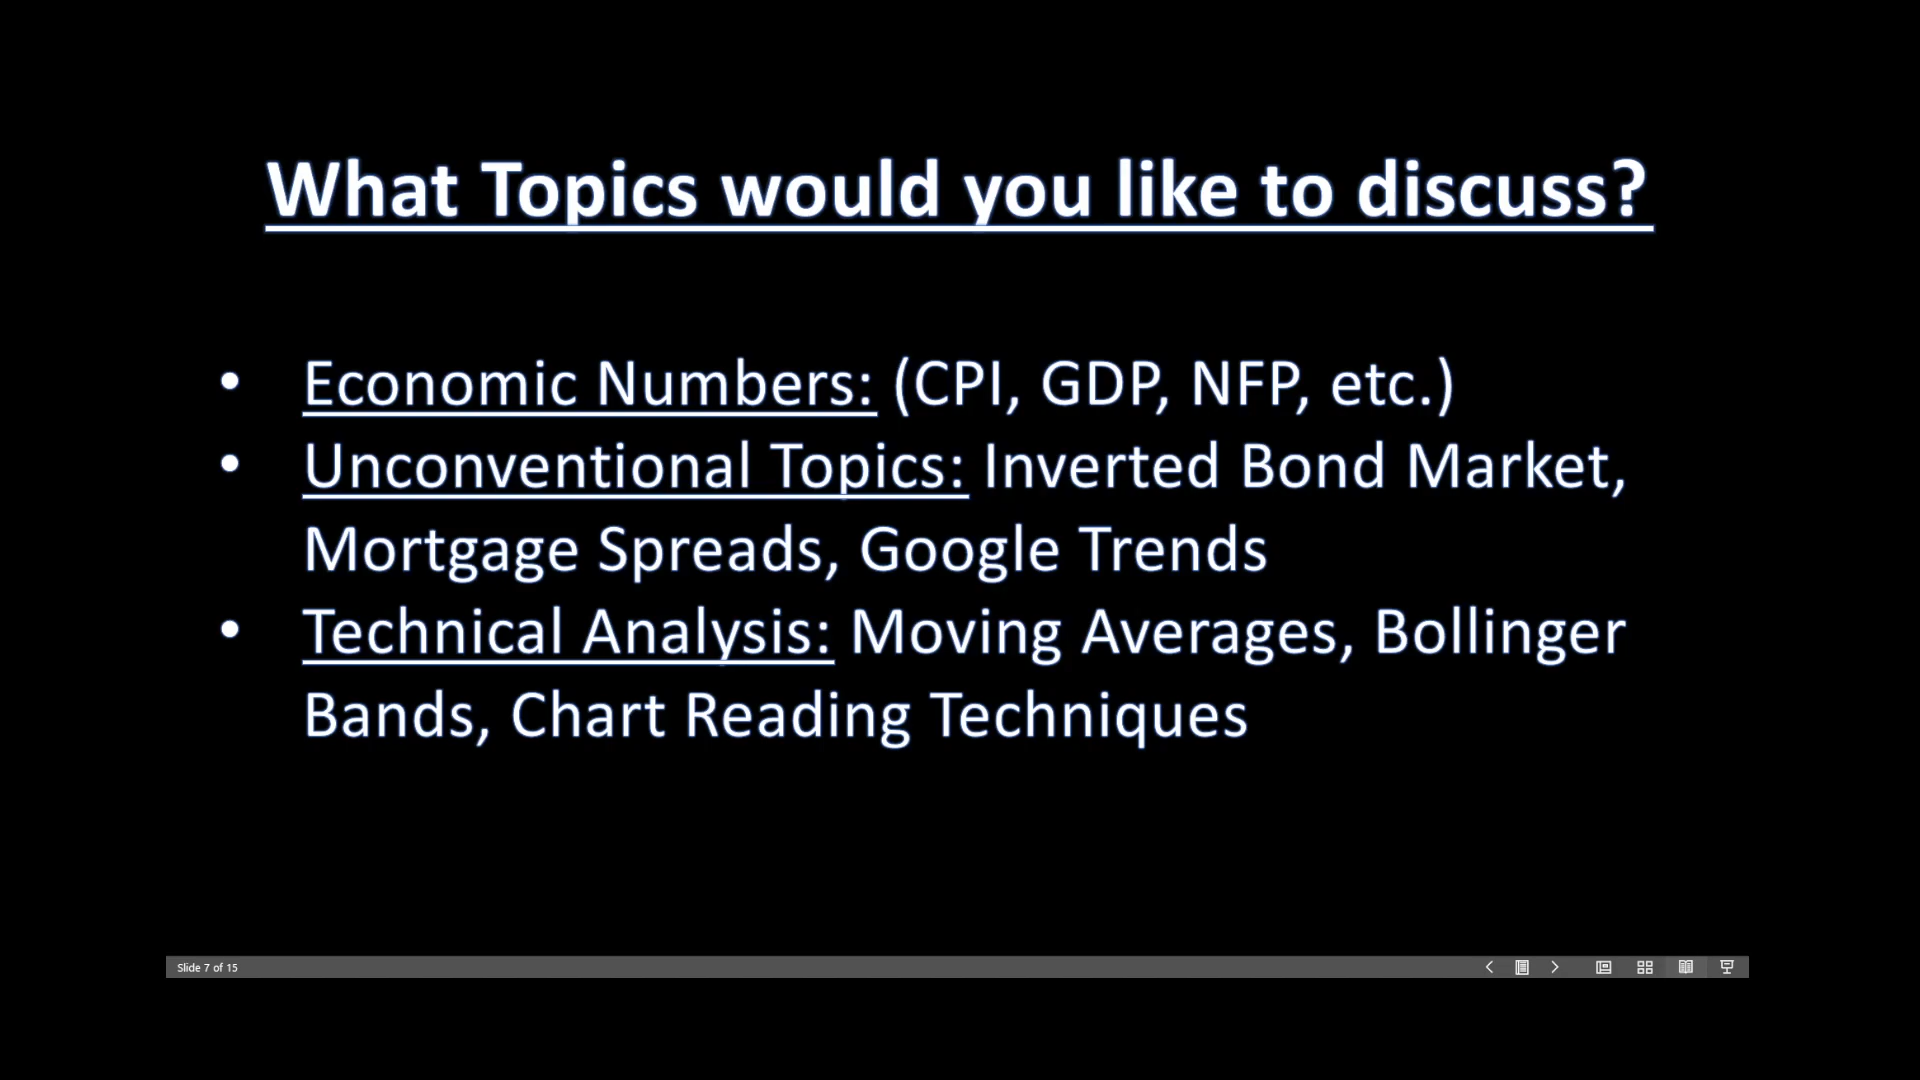 What Topics would you like to discuss?
• Economic Numbers: (CPI, GDP, NFP, etc.)
• Unconventional Topics: Inverted Bond Market,
Mortgage Spreads, Google Trends
• Technical Analysis: Moving Averages, Bollinger
Bands, Chart Reading Techniques
Slide 7 of 15